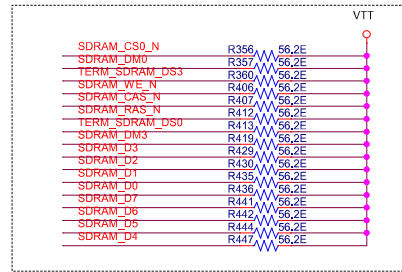 VTT
SDRAM_CS0_N R356 56.2E
SDRAM_DM0 R357 56.2E
TERM_SDRAM_DS3 R360 56.2E
SDRAM_WE_N R406 56.2E
SDRAM_CAS_N R407 56.2E
SDRAM_RAS_N R412 56.2E
TERM_SDRAM_DS0 R413 56.2E
SDRAM_DM3 R419 56.2E
SDRAM_D3 R429 56.2E
SDRAM_D2 R430 56.2E
SDRAM_D1 R435 56.2E
SDRAM_D0 R436 56.2E
SDRAM_D7 R441 56.2E
SDRAM_D6 R442 56.2E
SDRAM_D5 R444 56.2E
SDRAM_D4 R447 56.2E